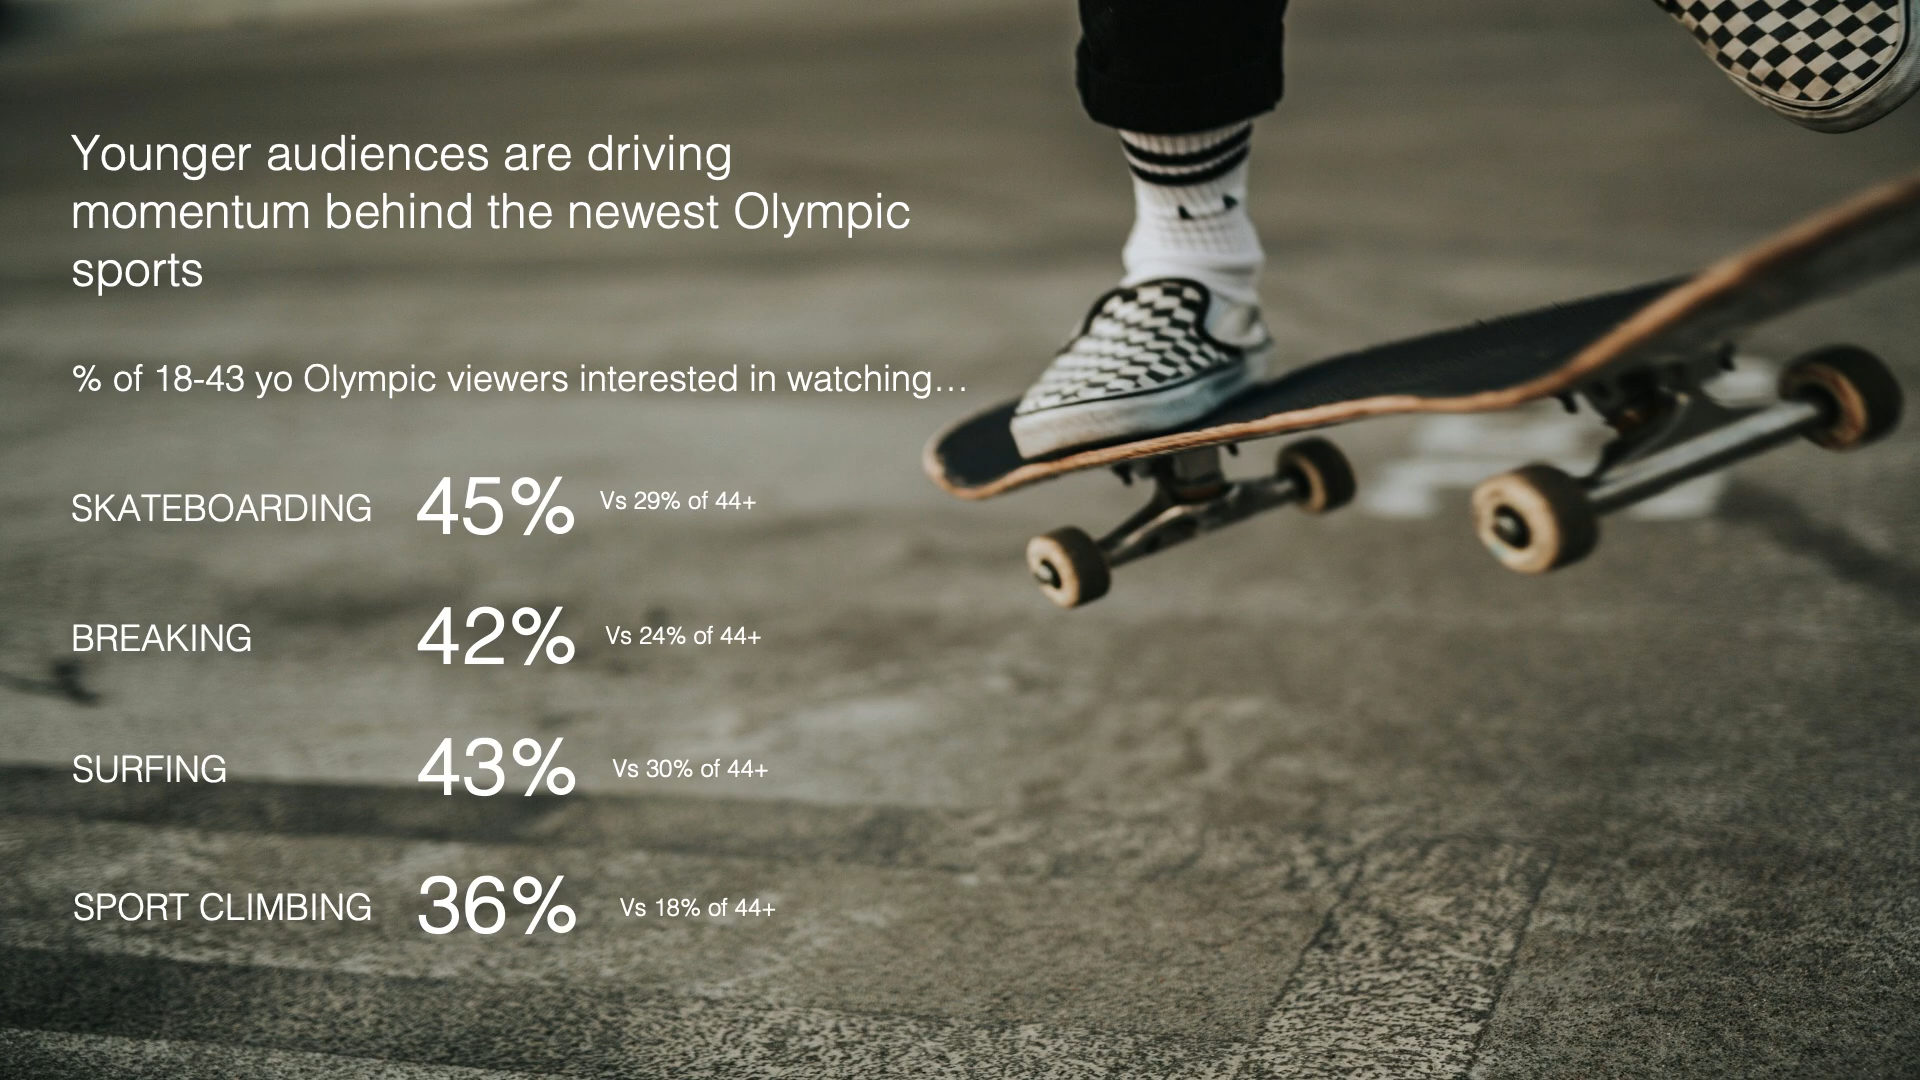 Younger audiences are driving
momentum behind the newest Olympic
sports
% of 18-43 yo Olympic viewers interested in watching…
SKATEBOARDING 45% Vs 29% of 44+
BREAKING 42% Vs 24% of 44+
SURFING 43% Vs 30% of 44+
SPORT CLIMBING 36% Vs 18% of 44+